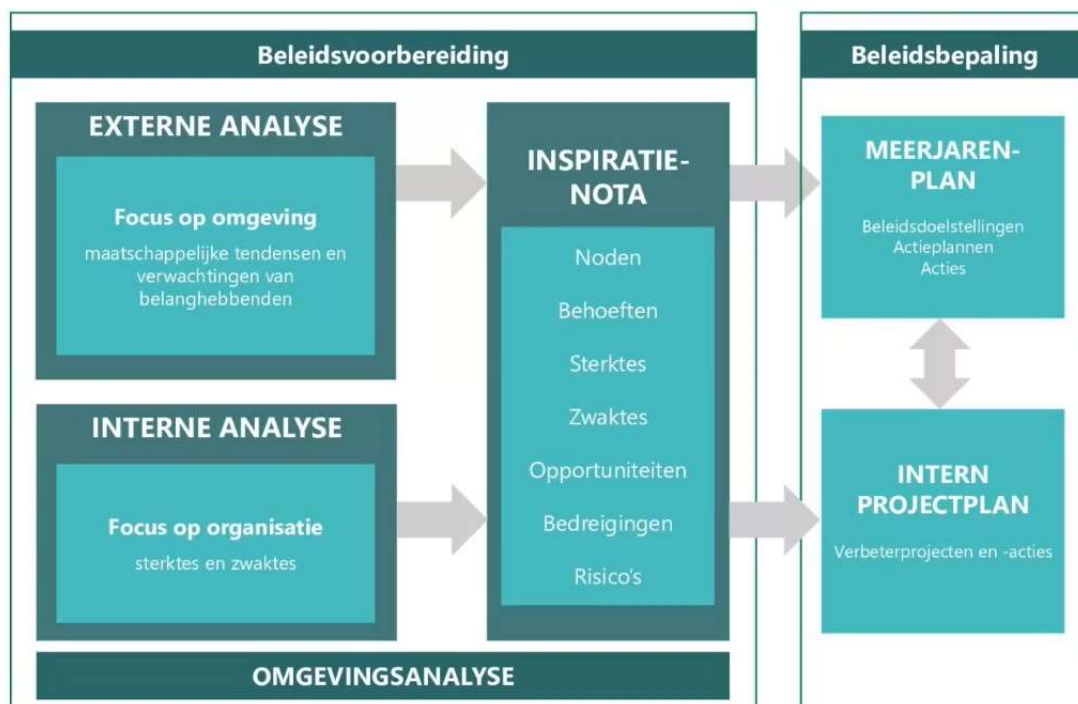 Beleidsvoorbereiding
EXTERNE ANALYSE
Focus op omgeving
maatschappelijke tendensen en
verwachtingen van
belanghebbenden
INTERNE ANALYSE
Focus op organisatie
sterktes en zwaktes
INSPIRATIE-
NOTA
Noden
Behoeften
Sterktes
Zwaktes
Opportuniteiten
Bedreigingen
Risico's
OMGEVINGSANALYSE
Beleidsbepaling
MEERJAREN-
PLAN
Beleidsdoelstellingen
Actieplannen
Acties
INTERN
PROJECTPLAN
Verbeterprojecten en -acties